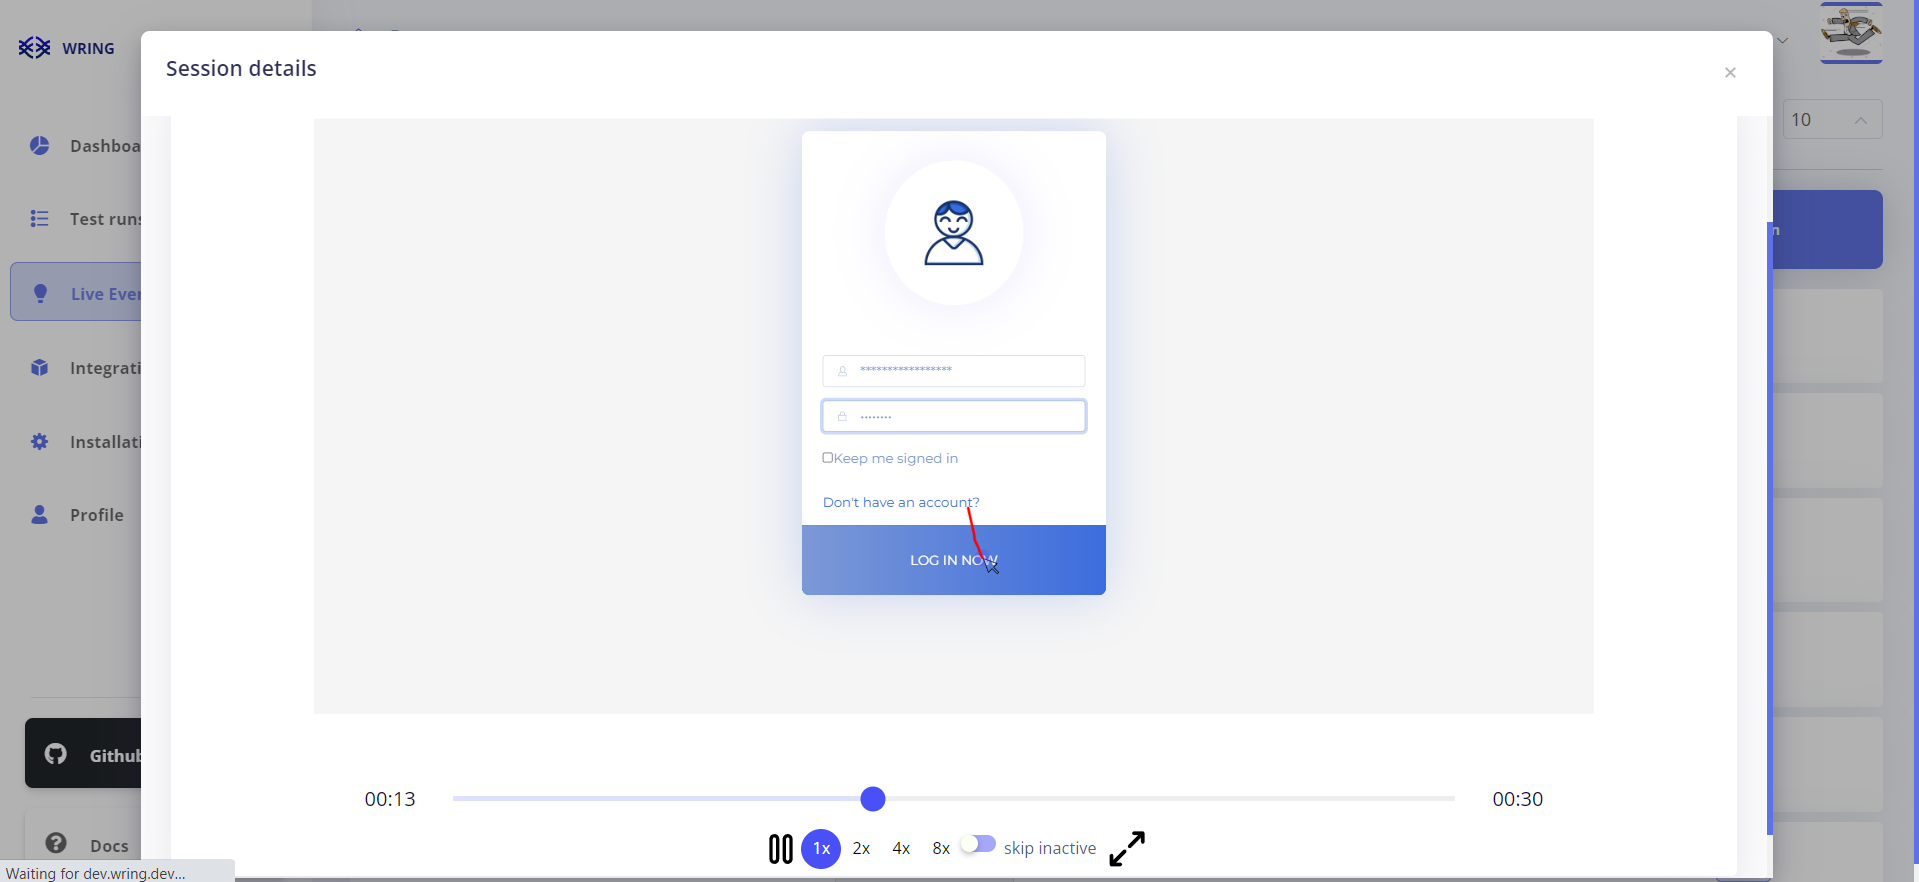 WRING
Session details
10
Dashboa
Test runs
n
Live Ever
Integrati
*****************
••••••••
Installati
Keep me signed in
Don't have an account?
Profile
LOG IN NOW
Github
00:13
00:30
Docs
1x
2x
4x
8x
skip inactive
Waiting for dev.wring.dev...